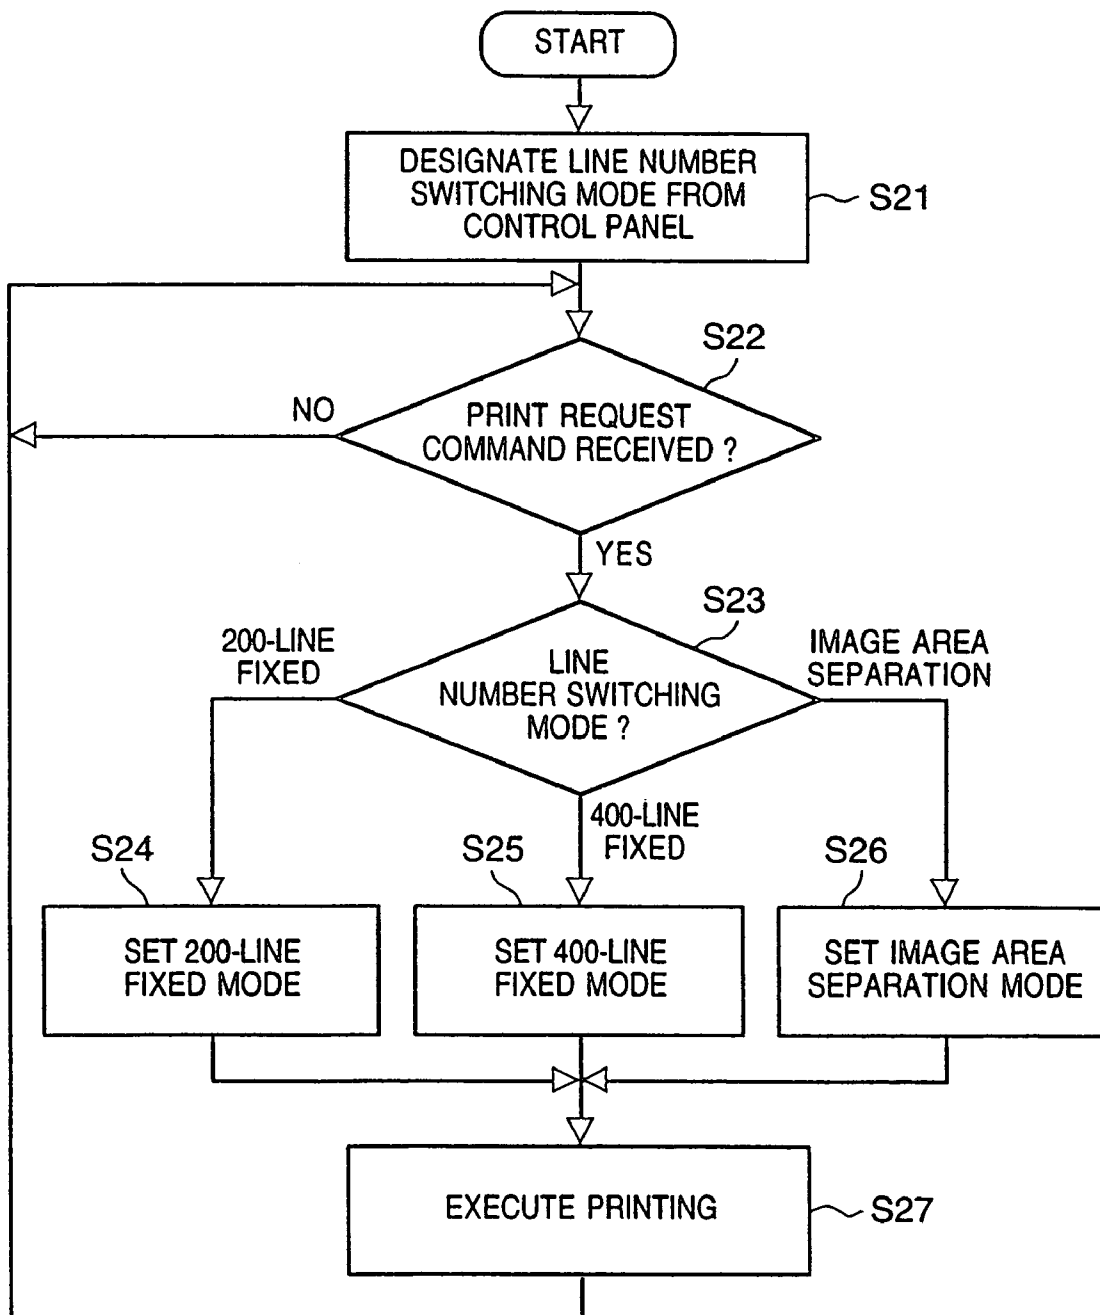 START
DESIGNATE LINE NUMBER
SWITCHING MODE FROM
CONTROL PANEL
S21
S22
NO
PRINT REQUEST
COMMAND RECEIVED ?
YES
S23
200-LINE
FIXED
LINE
NUMBER SWITCHING
MODE ?
IMAGE AREA
SEPARATION
400-LINE
FIXED
S24
SET 200-LINE
FIXED MODE
S25
SET 400-LINE
FIXED MODE
S26
SET IMAGE AREA
SEPARATION MODE
EXECUTE PRINTING
S27